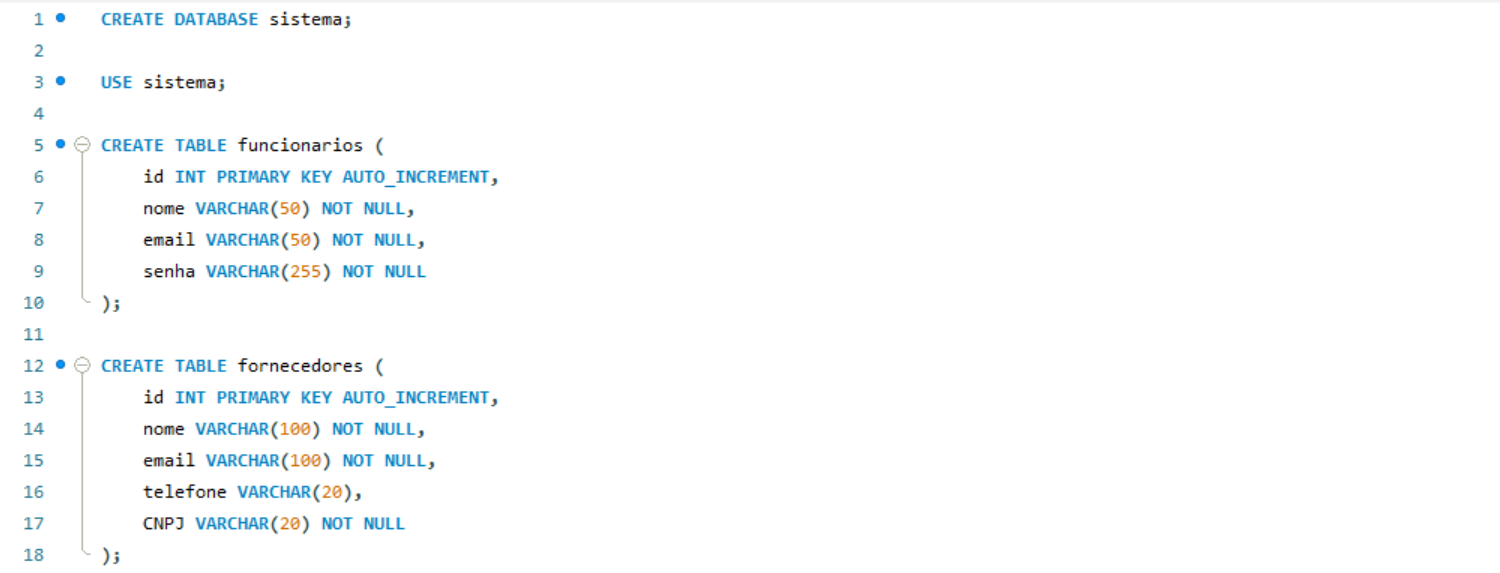 1 CREATE DATABASE sistema;
2
3 USE sistema;
4
5 CREATE TABLE funcionarios (
6 id INT PRIMARY KEY AUTO_INCREMENT,
7 nome VARCHAR(50) NOT NULL,
8 email VARCHAR(50) NOT NULL,
9 senha VARCHAR(255) NOT NULL
10 );
11
12 CREATE TABLE fornecedores (
13 id INT PRIMARY KEY AUTO_INCREMENT,
14 nome VARCHAR(100) NOT NULL,
15 email VARCHAR(100) NOT NULL,
16 telefone VARCHAR(20),
17 CNPJ VARCHAR(20) NOT NULL
18 );